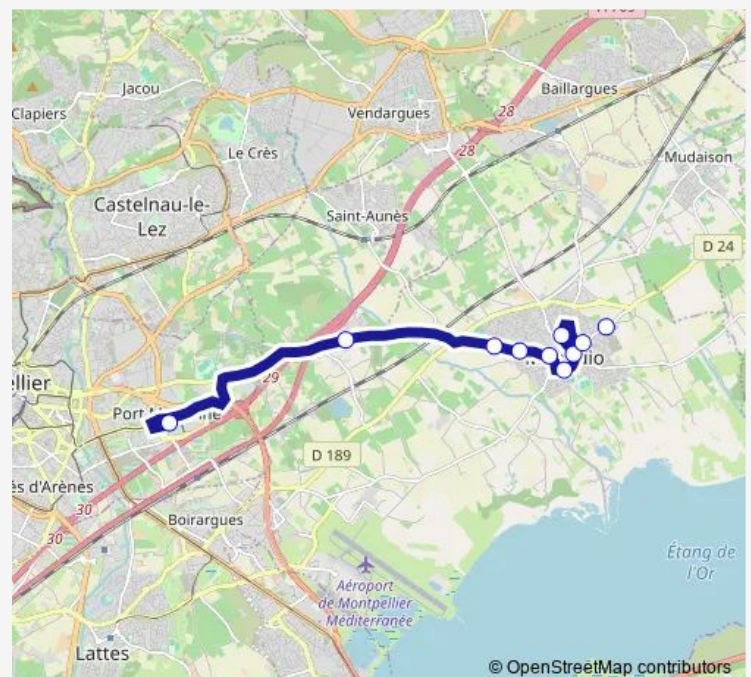 Jacou
Clapiers
Baillargues
Vendargues
28
Le Crès
28
Mudaison
Castelnau-le-
Lez
Saint-Aunès
D 24
29
Port
D 189
30
Boirargues
30
Étang de
l'Or
Aéroport
de Montpellier
- Méditerranée
Lattes
© OpenStreetMap contributors